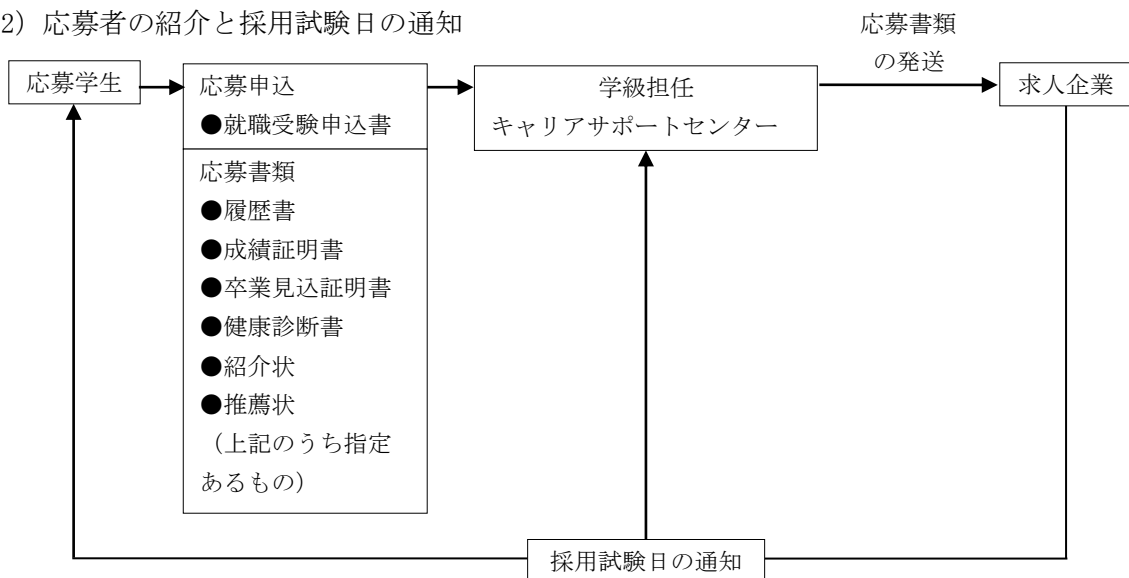 2）応募者の紹介と採用試験日の通知
応募書類
の発送
応募学生
応募申込
●就職受験申込書
応募書類
●履歴書
●成績証明書
●卒業見込証明書
●健康診断書
●紹介状
●推薦状
（上記のうち指定
あるもの）
学級担任
キャリアサポートセンター
求人企業
採用試験日の通知